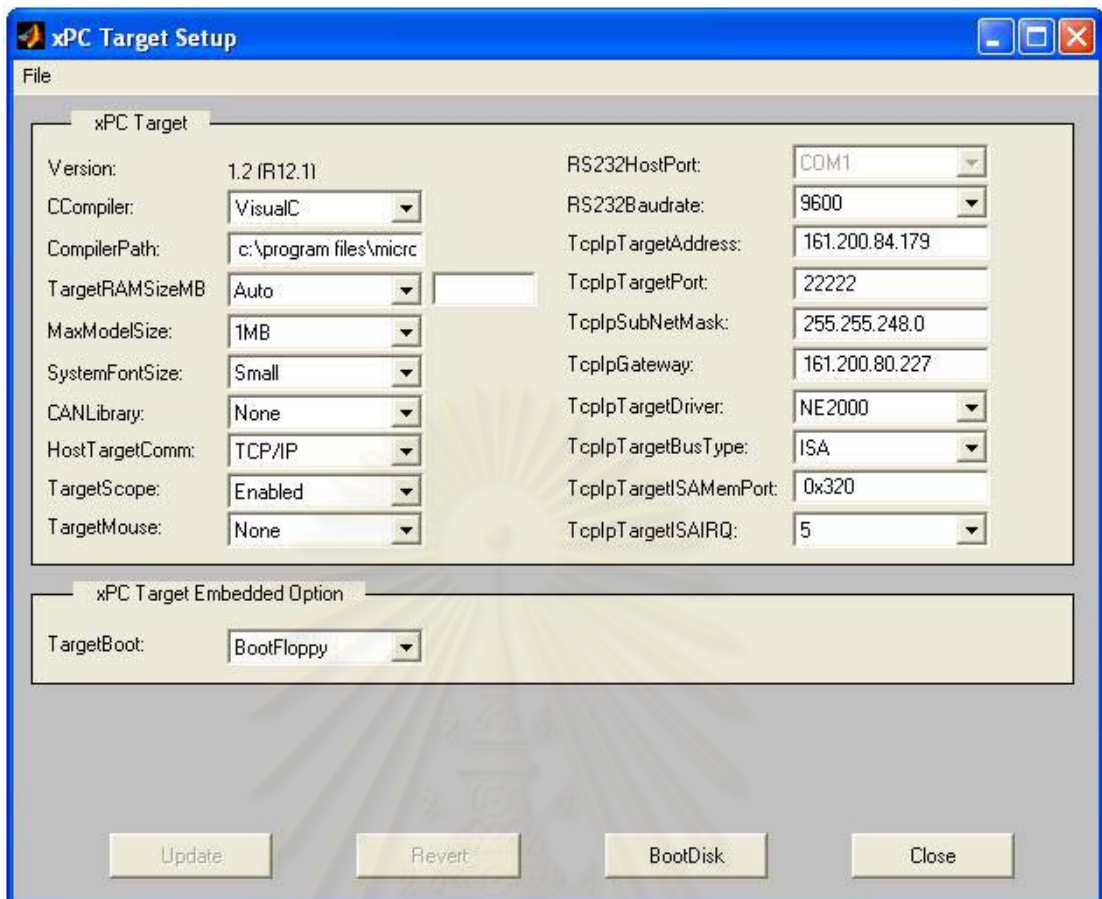 xPC Target Setup
File
xPC Target
Version: 1.2 (R12.1)
CCompiler: VisualC
CompilerPath: c:\program files\micro
TargetRAMSizeMB Auto
MaxModelSize: 1MB
SystemFontSize: Small
CANLibrary: None
HostTargetComm: TCP/IP
TargetScope: Enabled
TargetMouse: None
RS232HostPort: COM1
RS232Baudrate: 9600
TcpIpTargetAddress: 161.200.84.179
TcpIpTargetPort: 22222
TcpIpSubNetMask: 255.255.248.0
TcpIpGateway: 161.200.80.227
TcpIpTargetDriver: NE2000
TcpIpTargetBusType: ISA
TcpIpTargetISAMemPort: 0x320
TcpIpTargetISAIRQ: 5
xPC Target Embedded Option
TargetBoot: BootFloppy
Update
Revert
BootDisk
Close